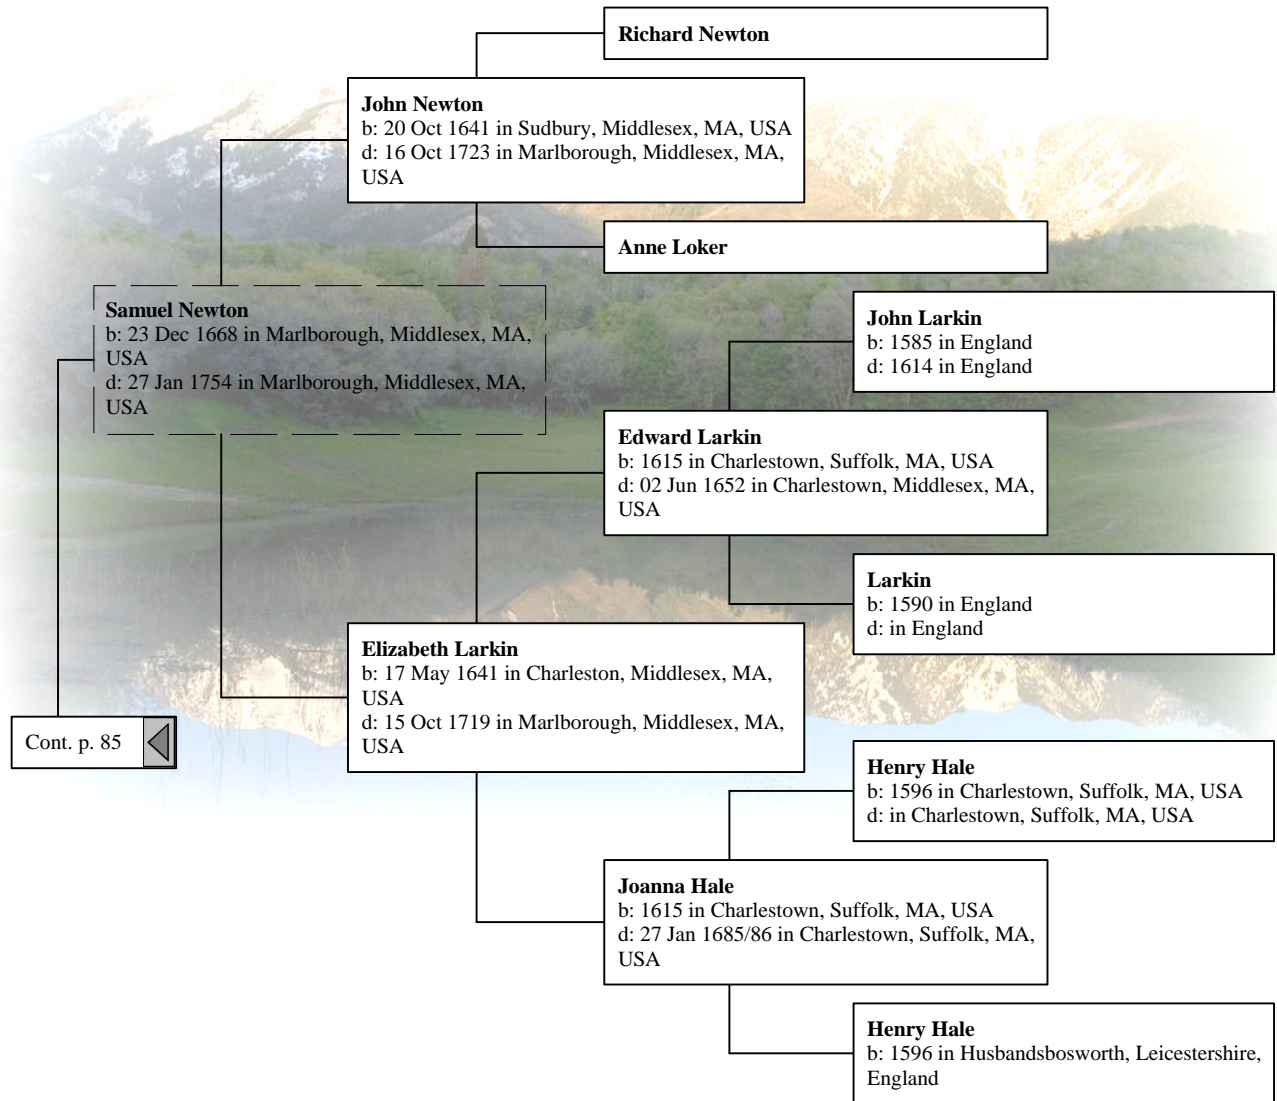 Richard Newton
John Newton
b: 20 Oct 1641 in Sudbury, Middlesex, MA, USA
d: 16 Oct 1723 in Marlborough, Middlesex, MA,
USA
Anne Loker
Samuel Newton
b: 23 Dec 1668 in Marlborough, Middlesex, MA,
USA
d: 27 Jan 1754 in Marlborough, Middlesex, MA,
USA
John Larkin
b: 1585 in England
d: 1614 in England
Edward Larkin
b: 1615 in Charlestown, Suffolk, MA, USA
d: 02 Jun 1652 in Charlestown, Middlesex, MA,
USA
Larkin
b: 1590 in England
d: in England
Elizabeth Larkin
b: 17 May 1641 in Charleston, Middlesex, MA,
USA
d: 15 Oct 1719 in Marlborough, Middlesex, MA,
USA
Cont. p. 85
Henry Hale
b: 1596 in Charlestown, Suffolk, MA, USA
d: in Charlestown, Suffolk, MA, USA
Joanna Hale
b: 1615 in Charlestown, Suffolk, MA, USA
d: 27 Jan 1685/86 in Charlestown, Suffolk, MA,
USA
Henry Hale
b: 1596 in Husbandsbosworth, Leicestershire,
England